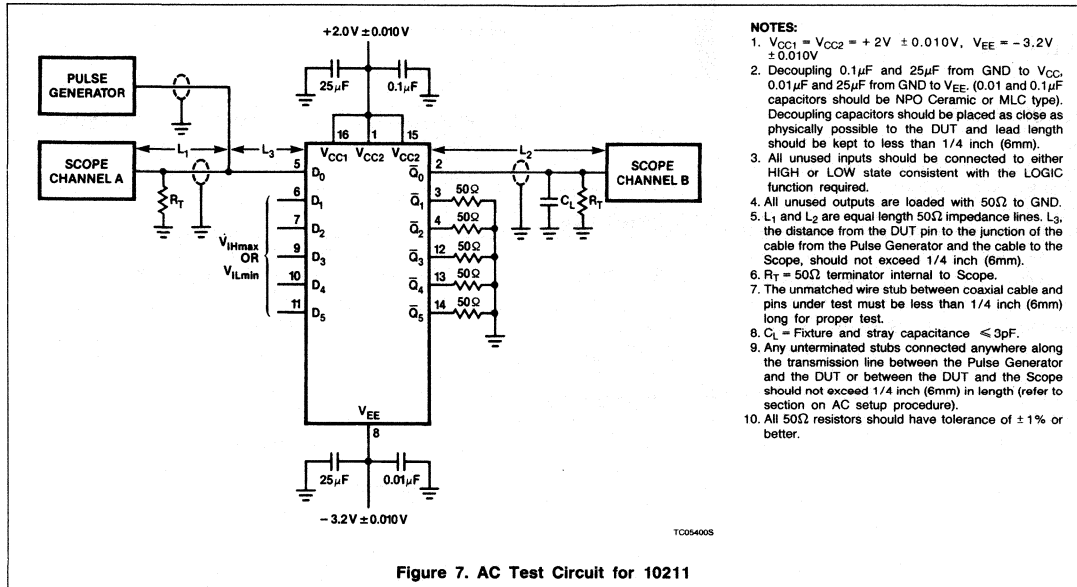 +2.0V ± 0.010V
PULSE
GENERATOR
25μF
0.1μF
L1
L3
16 1 15
VCC1 VCC2 VCC2
L2
SCOPE
CHANNEL A
RT
5 D0
6 D1
7 D2
9 D3
10 D4
11 D5
VIHmax
OR
VILmin
Q̅0 2
Q̅1 3 50Ω
Q̅2 4 50Ω
Q̅3 12 50Ω
Q̅4 13 50Ω
Q̅5 14 50Ω
CL
RT
SCOPE
CHANNEL B
VEE
8
25μF
0.01μF
− 3.2V ± 0.010V
TC05400S
NOTES:
1. VCC1 = VCC2 = + 2V ± 0.010V, VEE = − 3.2V
± 0.010V
2. Decoupling 0.1μF and 25μF from GND to VCC,
0.01μF and 25μF from GND to VEE. (0.01 and 0.1μF
capacitors should be NPO Ceramic or MLC type).
Decoupling capacitors should be placed as close as
physically possible to the DUT and lead length
should be kept to less than 1/4 inch (6mm).
3. All unused inputs should be connected to either
HIGH or LOW state consistent with the LOGIC
function required.
4. All unused outputs are loaded with 50Ω to GND.
5. L1 and L2 are equal length 50Ω impedance lines. L3,
the distance from the DUT pin to the junction of the
cable from the Pulse Generator and the cable to the
Scope, should not exceed 1/4 inch (6mm).
6. RT = 50Ω terminator internal to Scope.
7. The unmatched wire stub between coaxial cable and
pins under test must be less than 1/4 inch (6mm)
long for proper test.
8. CL = Fixture and stray capacitance ≤ 3pF.
9. Any unterminated stubs connected anywhere along
the transmission line between the Pulse Generator
and the DUT or between the DUT and the Scope
should not exceed 1/4 inch (6mm) in length (refer to
section on AC setup procedure).
10. All 50Ω resistors should have tolerance of ± 1% or
better.
Figure 7. AC Test Circuit for 10211